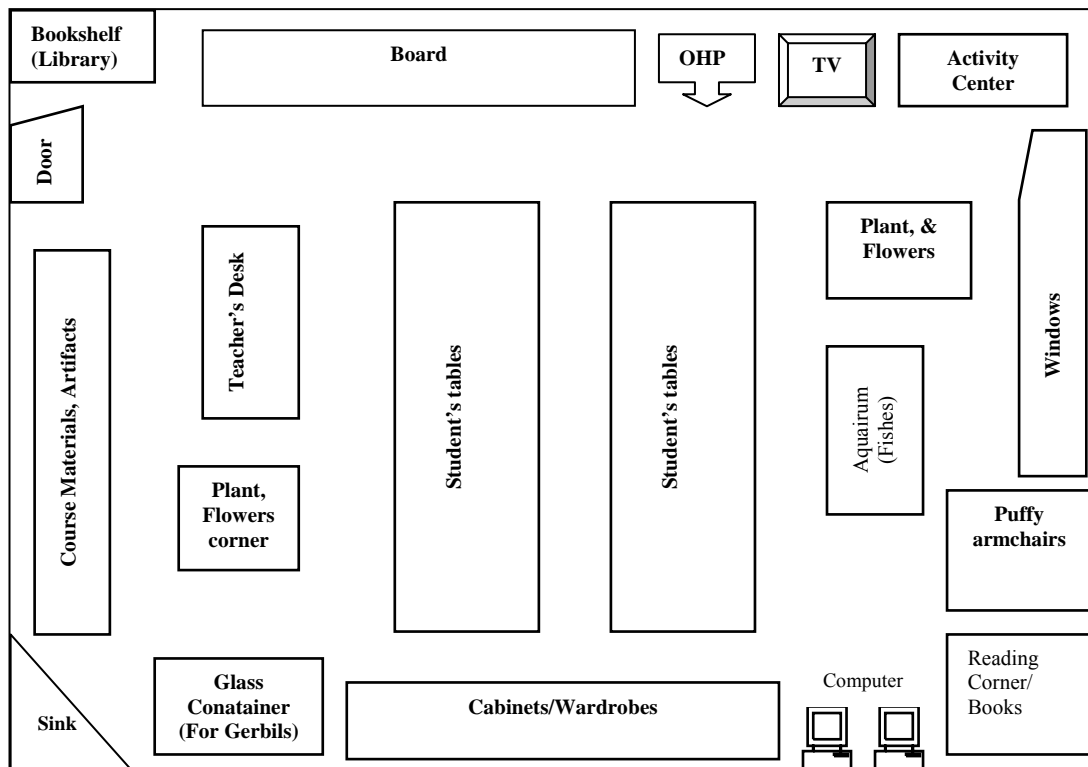 Bookshelf
(Library)
Board
OHP
TV
Activity
Center
Door
Course Materials, Artifacts
Teacher's Desk
Plant,
Flowers
corner
Student's tables
Student's tables
Plant, &
Flowers
Aquairum
(Fishes)
Windows
Puffy
armchairs
Sink
Glass
Conatainer
(For Gerbils)
Cabinets/Wardrobes
Computer
Reading
Corner/
Books